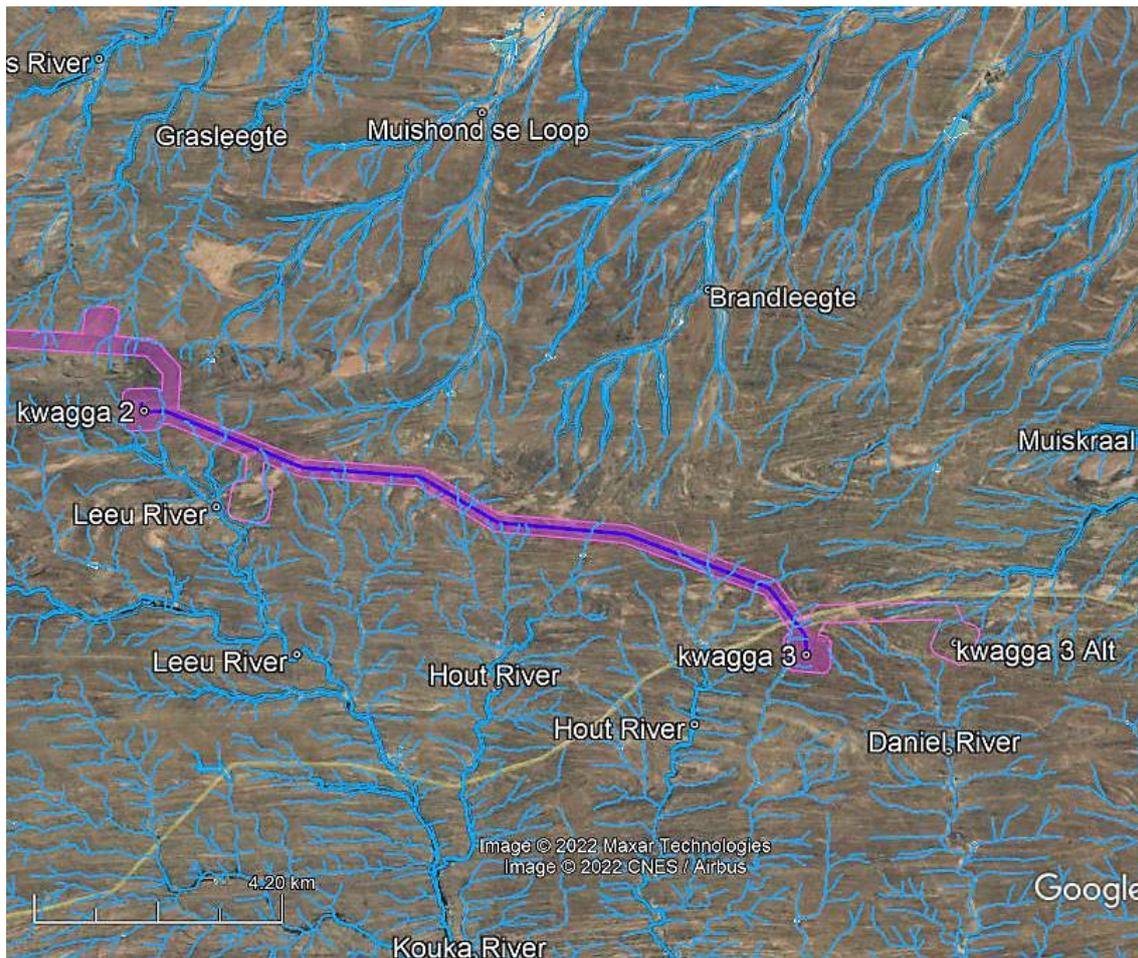 s River
Grasleegte
Muishond se Loop
Brandleegte
kwagga 2
Muiskraal
Leeu River
Leeu River
Hout River
kwagga 3
kwagga 3 Alt
Hout River
Daniel River
Image © 2022 Maxar Technologies
Image © 2022 CNES / Airbus
4.20 km
Google
Kouka River